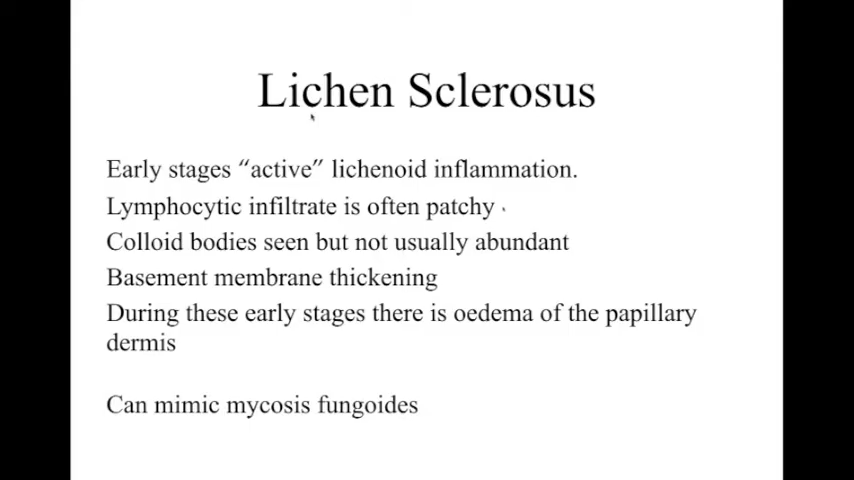 Lichen Sclerosus
Early stages “active” lichenoid inflammation.
Lymphocytic infiltrate is often patchy
Colloid bodies seen but not usually abundant
Basement membrane thickening
During these early stages there is oedema of the papillary
dermis
Can mimic mycosis fungoides